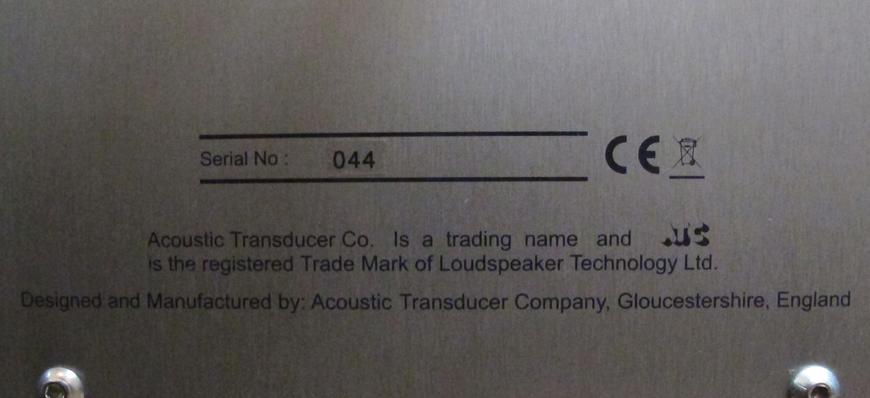 Serial No : 044
CE
Acoustic Transducer Co. Is a trading name and
is the registered Trade Mark of Loudspeaker Technology Ltd.
Designed and Manufactured by: Acoustic Transducer Company, Gloucestershire, England